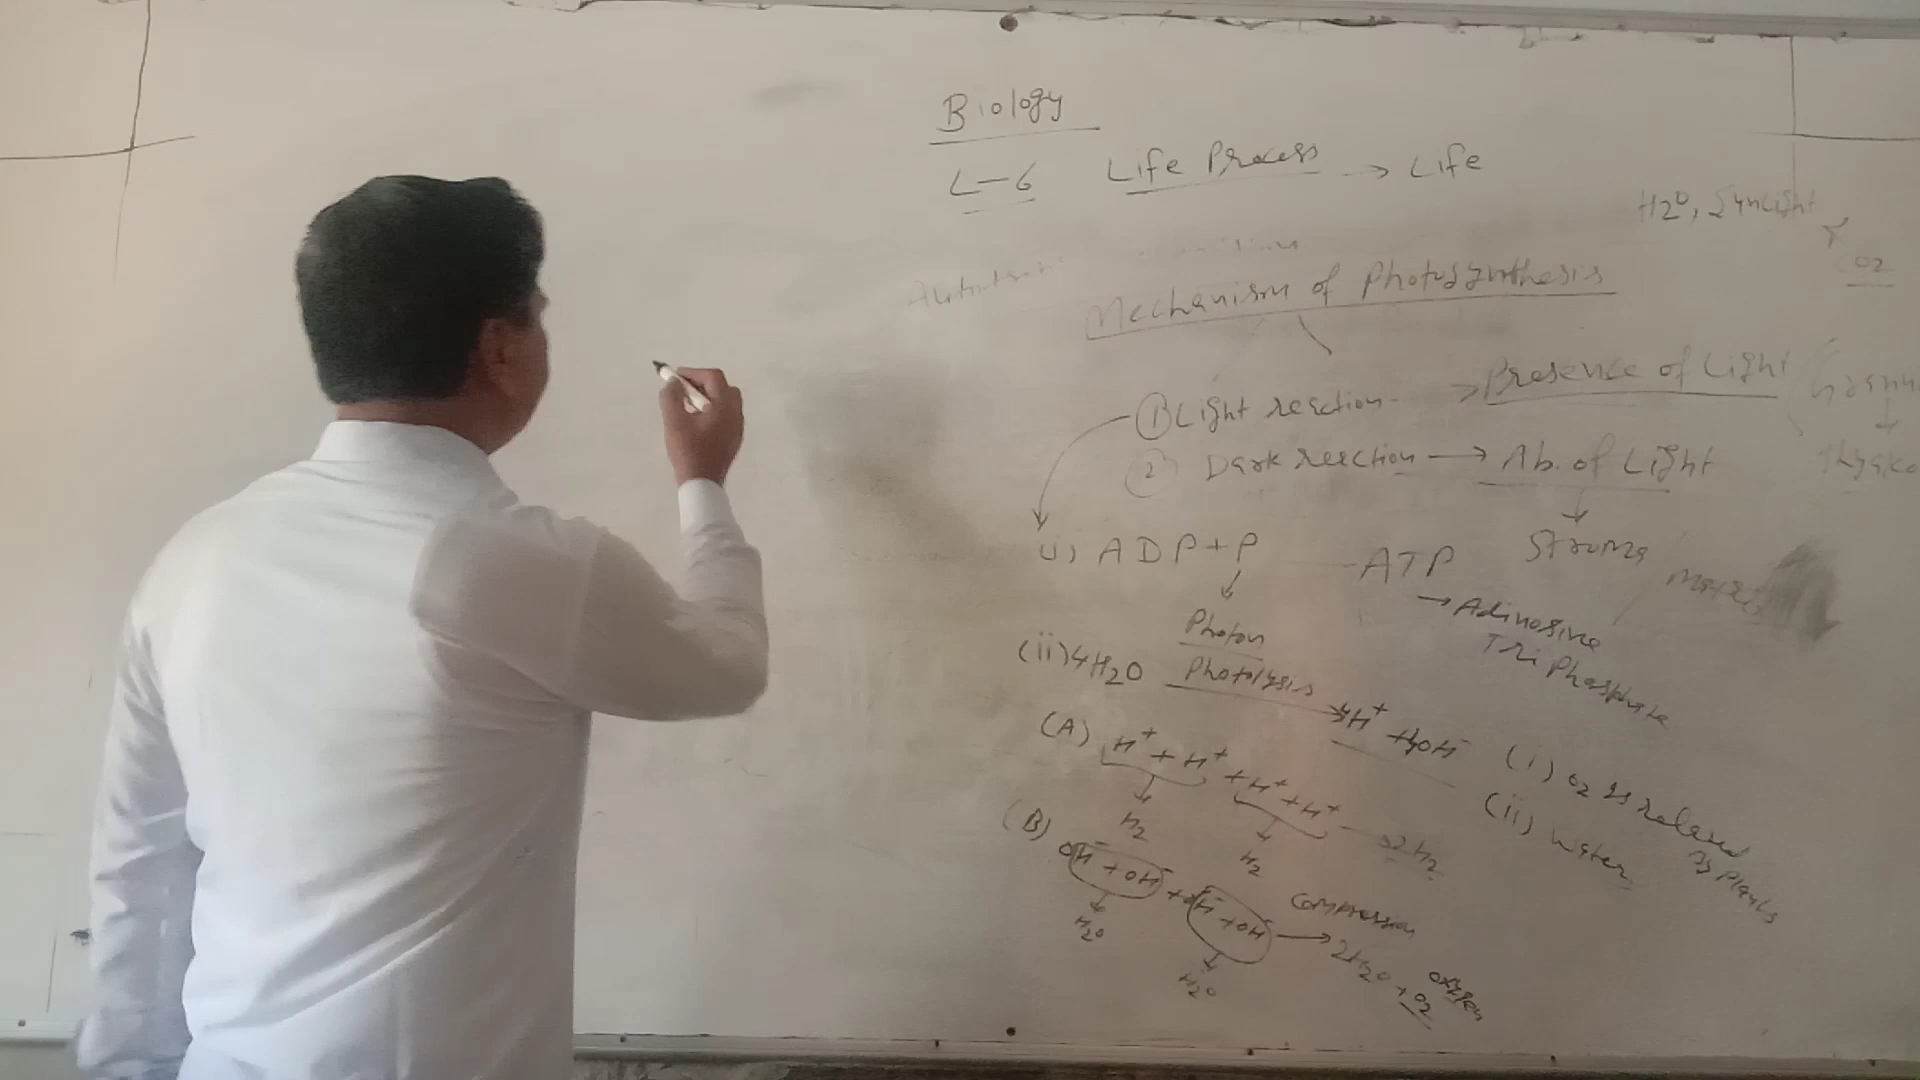 Biology
L-6 Life Process → Life
H2O, Sunlight
O2
Mechanism of Photosynthesis
① Light reaction → Presence of Light
② Dark reaction → Ab. of Light
↓
Stroma
(i) ADP + P ATP
↓
Photon
→ Adinosine
Tri Phosphate
(ii) 4H2O Photolysis → 4H+ + 4OH-
(i) O2 is released
by Plants
(ii) Water
(A) H+ + H+ + H+ + H+ → 2H2
↓ ↓
H2 H2
(B) OH- + OH- + OH- + OH → 2H2O + O2
↓ ↓
H2O H2O
Compression
oxygen